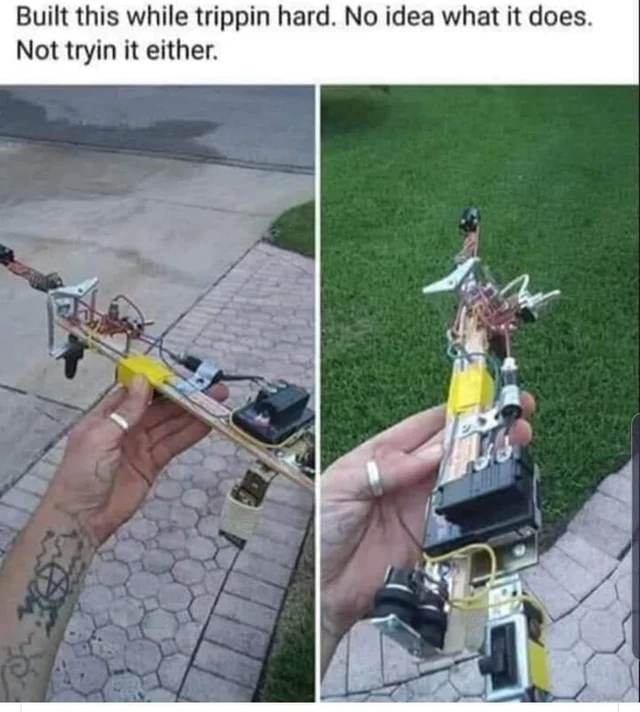 Built this while trippin hard. No idea what it does.
Not tryin it either.